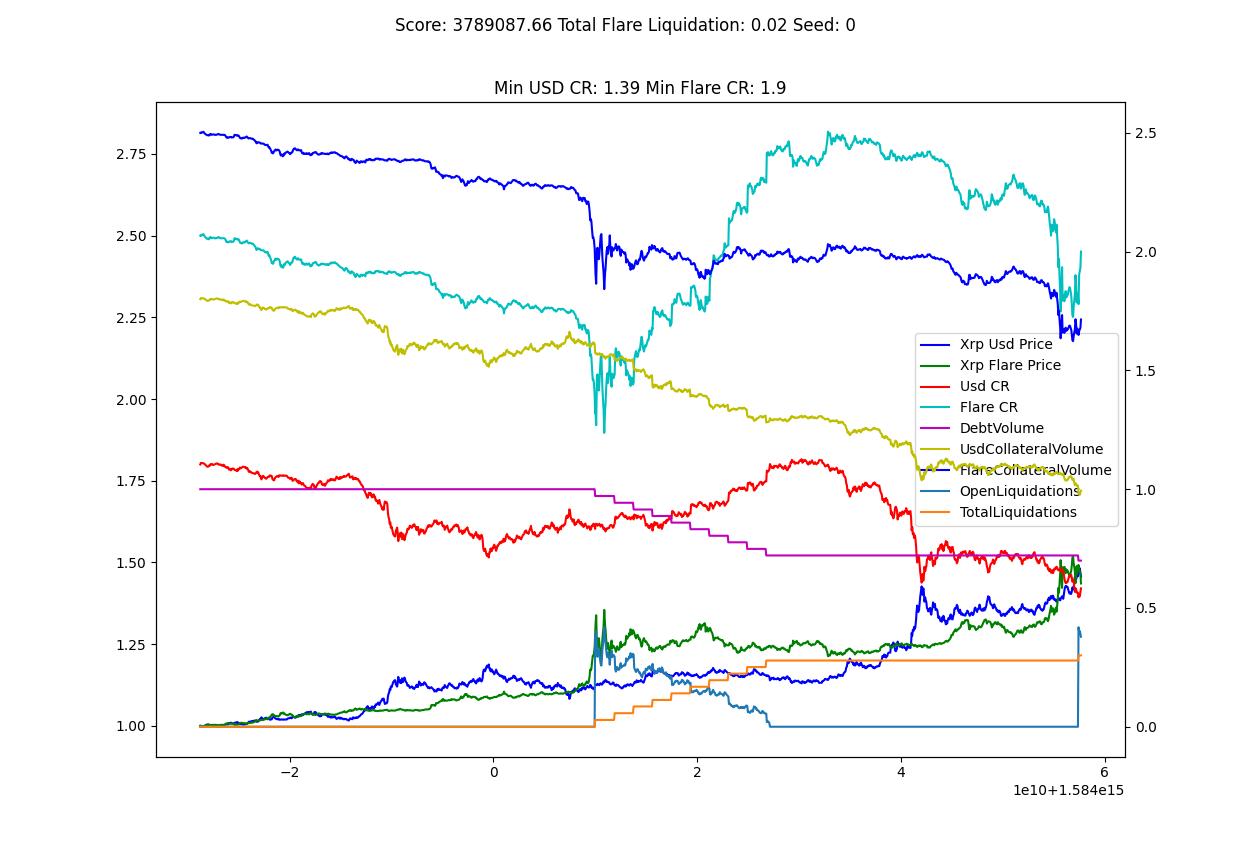 Score: 3789087.66 Total Flare Liquidation: 0.02 Seed: 0
Min USD CR: 1.39 Min Flare CR: 1.9
2.75
2.50
2.25
2.00
1.75
1.50
1.25
1.00
2.5
2.0
1.5
1.0
0.5
0.0
Xrp Usd Price
Xrp Flare Price
Usd CR
Flare CR
DebtVolume
UsdCollateralVolume
FlareCollateralVolume
OpenLiquidations
TotalLiquidations
−2
0
2
4
6
1e10+1.584e15